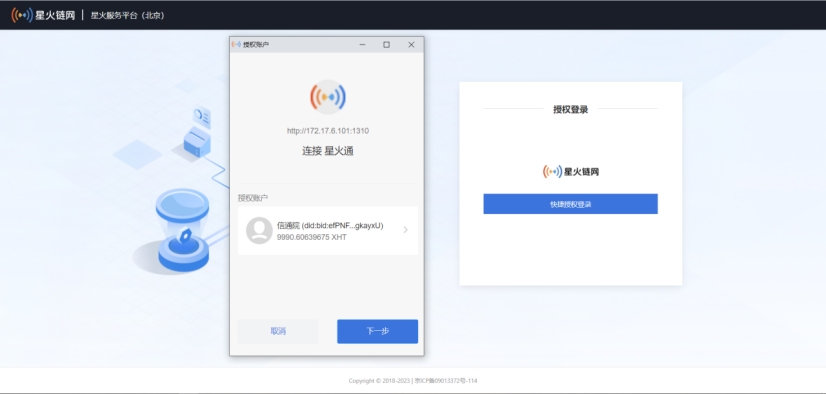 星火链网 | 星火服务平台（北京）
授权账户
http://172.17.6.101:1310
连接 星火通
授权账户
信通院 (did:bid:efPNF...gkayxU)
9990.60639675 XHT
取消
下一步
授权登录
星火链网
快捷授权登录
Copyright © 2018-2023 | 京ICP备09013372号-114